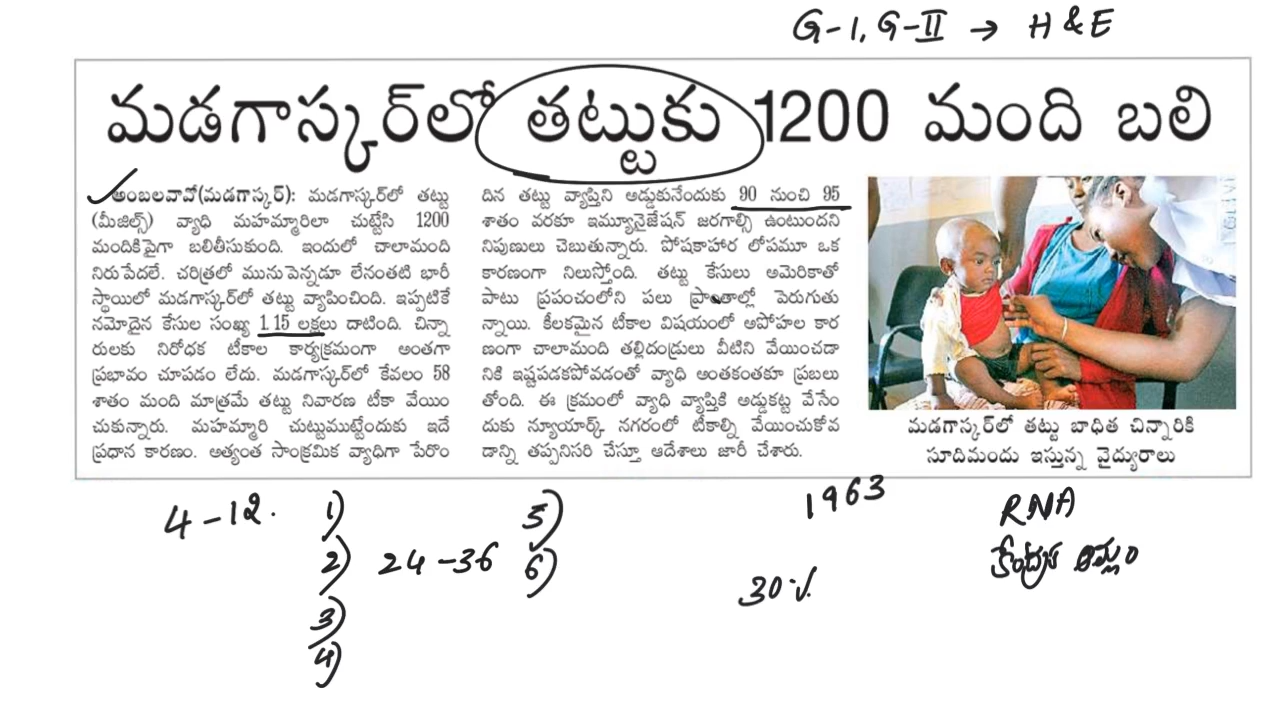 G-I, G-II → H & E
మడగాస్కర్‌లో తట్టుకు 1200 మంది బలి
అంబలవావో(మడగాస్కర్): మడగాస్కర్‌లో తట్టు
(మీజిల్స్) వ్యాధి మహమ్మారిలా చుట్టేసి 1200
మందికిపైగా బలితీసుకుంది. ఇందులో చాలామంది
నిరుపేదలే. చరిత్రలో మునుపెన్నడూ లేనంతటి భారీ
స్థాయిలో మడగాస్కర్‌లో తట్టు వ్యాపించింది. ఇప్పటికే
నమోదైన కేసుల సంఖ్య 1.15 లక్షలు దాటింది. చిన్నా
రులకు నిరోధక టీకాల కార్యక్రమంగా అంతగా
ప్రభావం చూపడం లేదు. మడగాస్కర్‌లో కేవలం 58
శాతం మంది మాత్రమే తట్టు నివారణ టీకా వేయిం
చుకున్నారు. మహమ్మారి చుట్టుముట్టేందుకు ఇదే
ప్రధాన కారణం. అత్యంత సాంక్రమిక వ్యాధిగా పేరొం
దిన తట్టు వ్యాప్తిని అడ్డుకునేందుకు 90 నుంచి 95
శాతం వరకూ ఇమ్యూనైజేషన్ జరగాల్సి ఉంటుందని
నిపుణులు చెబుతున్నారు. పోషకాహార లోపమూ ఒక
కారణంగా నిలుస్తోంది. తట్టు కేసులు అమెరికాతో
పాటు ప్రపంచంలోని పలు ప్రాంతాల్లో పెరుగుతు
న్నాయి. కీలకమైన టీకాల విషయంలో అపోహల కార
ణంగా చాలామంది తల్లిదండ్రులు వీటిని వేయించడా
నికి ఇష్టపడకపోవడంతో వ్యాధి అంతకంతకూ ప్రబలు
తోంది. ఈ క్రమంలో వ్యాధి వ్యాప్తికి అడ్డుకట్ట వేసేం
దుకు న్యూయార్క్ నగరంలో టీకాల్ని వేయించుకోవ
డాన్ని తప్పనిసరి చేస్తూ ఆదేశాలు జారీ చేశారు.
మడగాస్కర్‌లో తట్టు బాధిత చిన్నారికి
సూదిమందు ఇస్తున్న వైద్యురాలు
4-12.
1)
2) 24-36
3)
4)
5)
6)
1963
30%
RNA
కేంద్రక ఆమ్లం